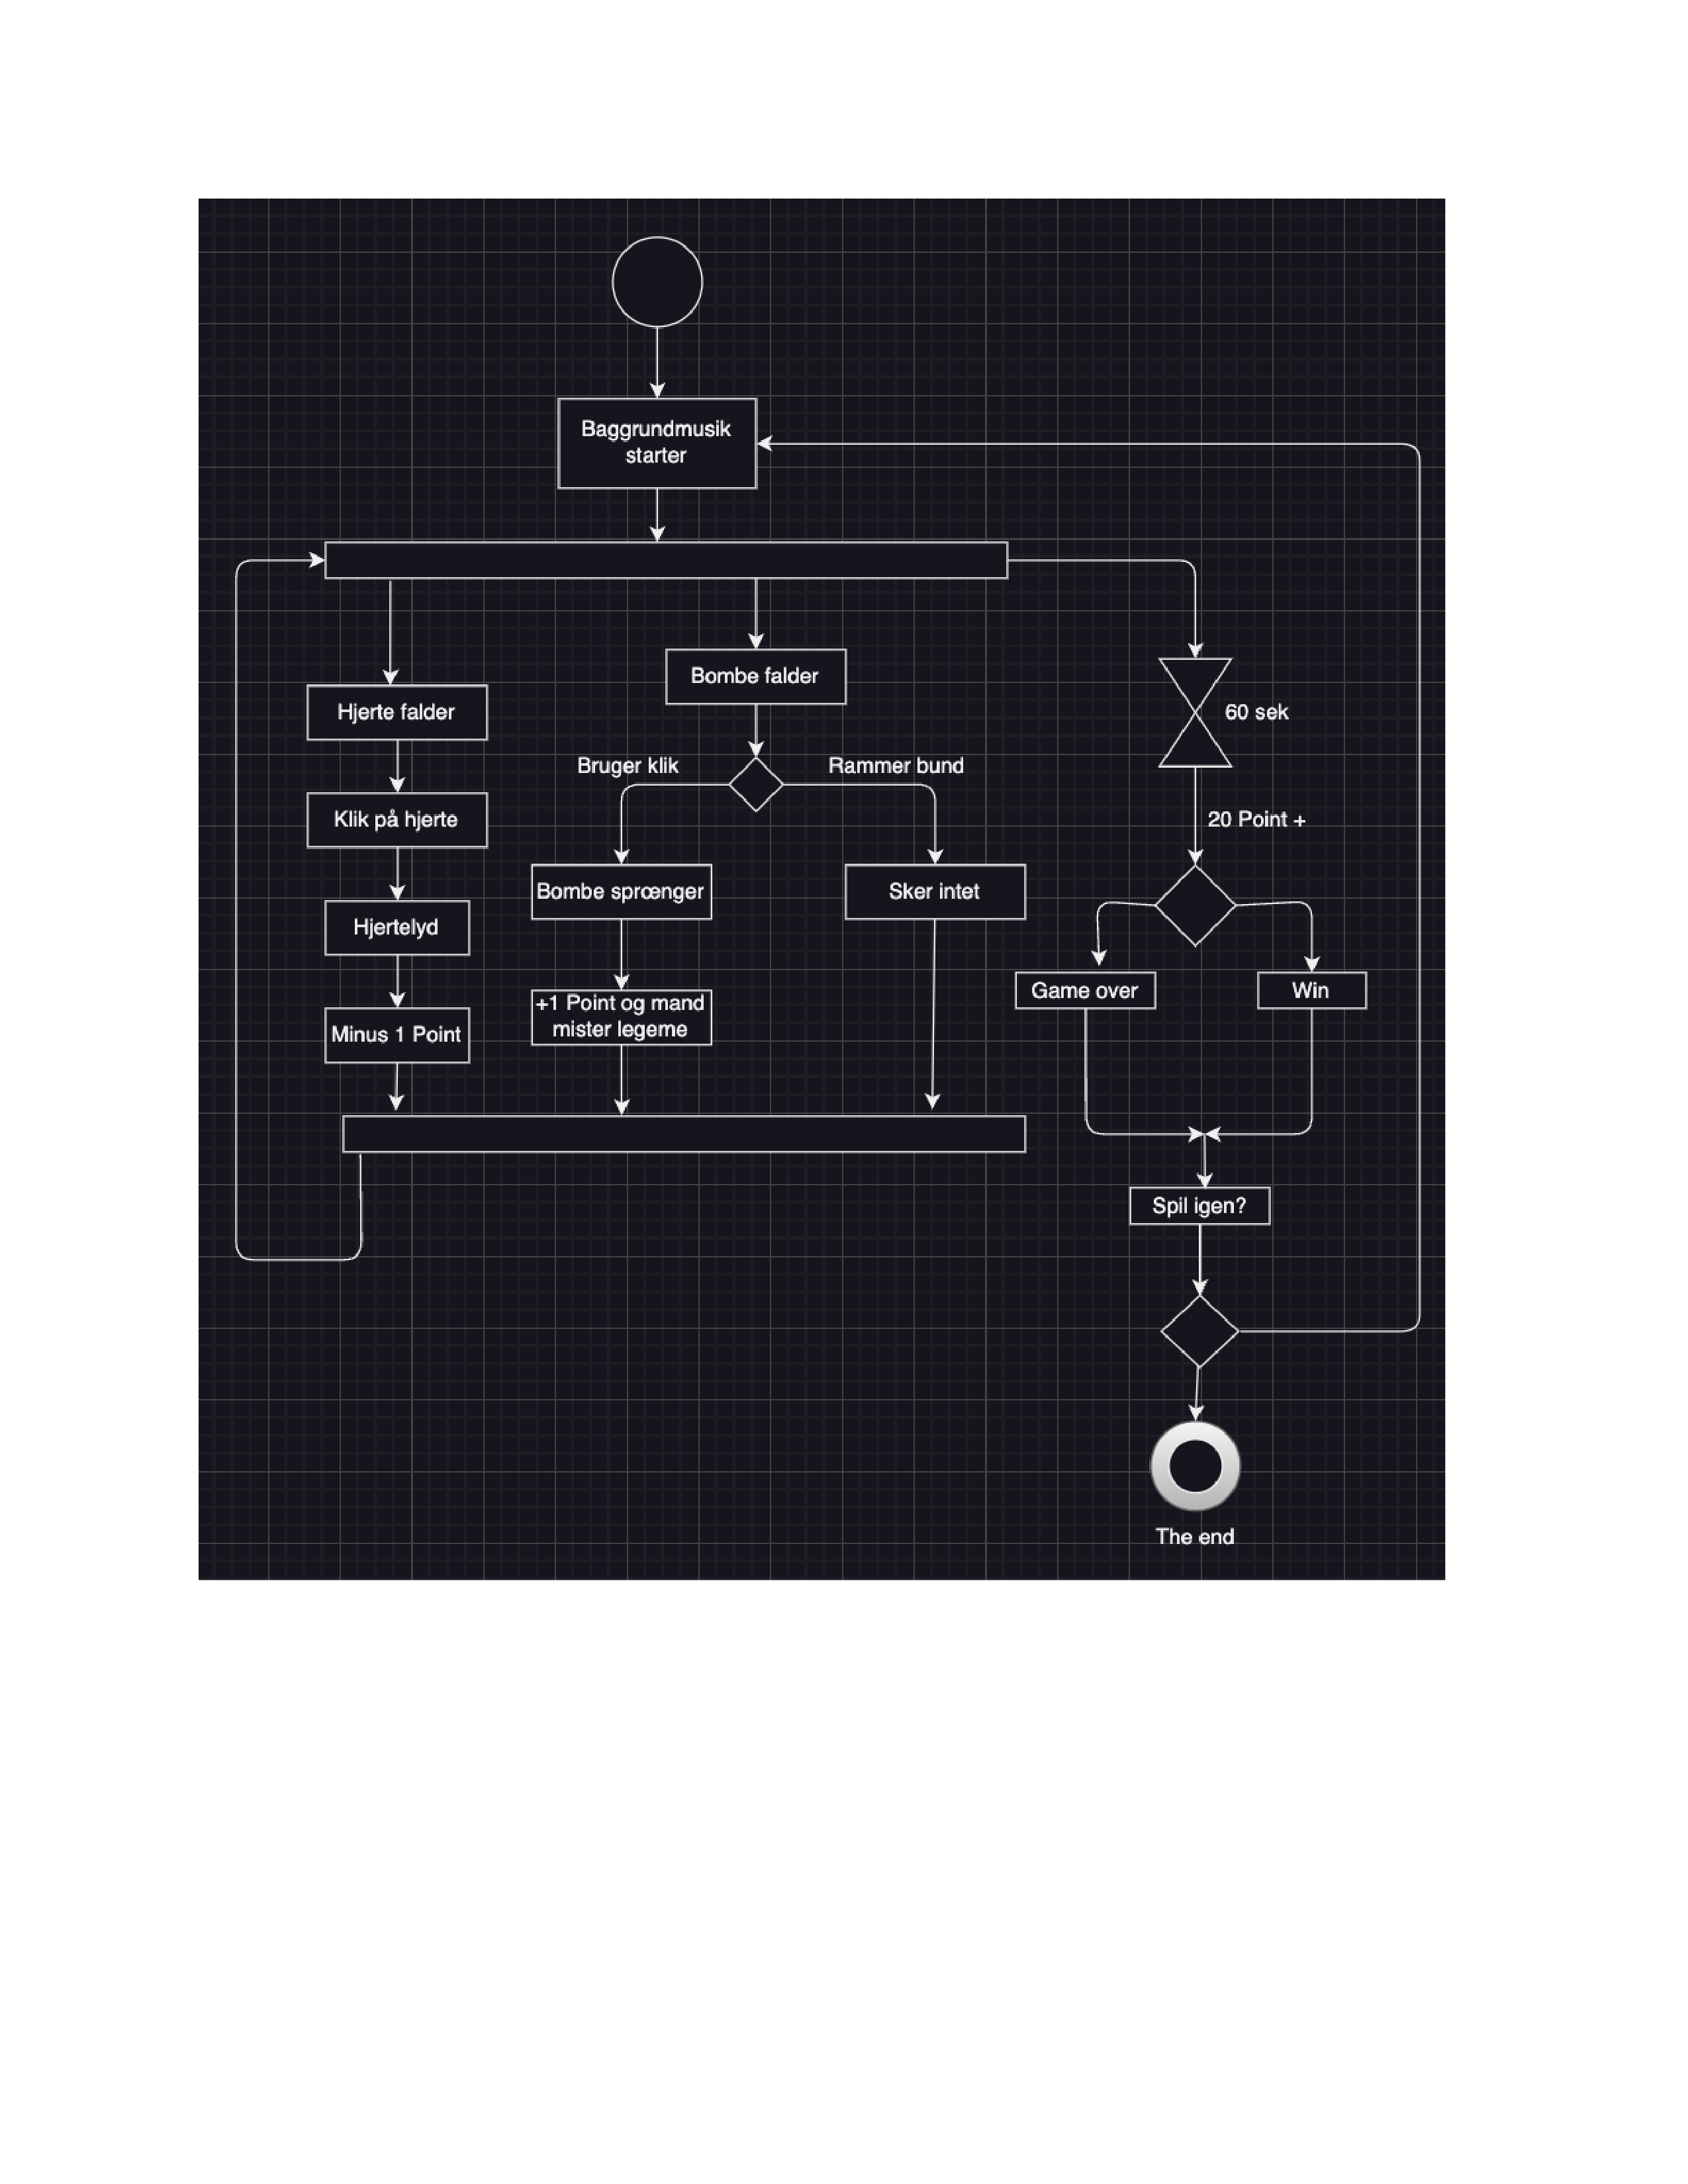 Baggrundmusik
starter
Bombe falder
Hjerte falder
60 sek
Bruger klik
Rammer bund
Klik på hjerte
20 Point +
Bombe sprænger
Sker intet
Hjertelyd
Game over
Win
+1 Point og mand
mister legeme
Minus 1 Point
Spil igen?
The end